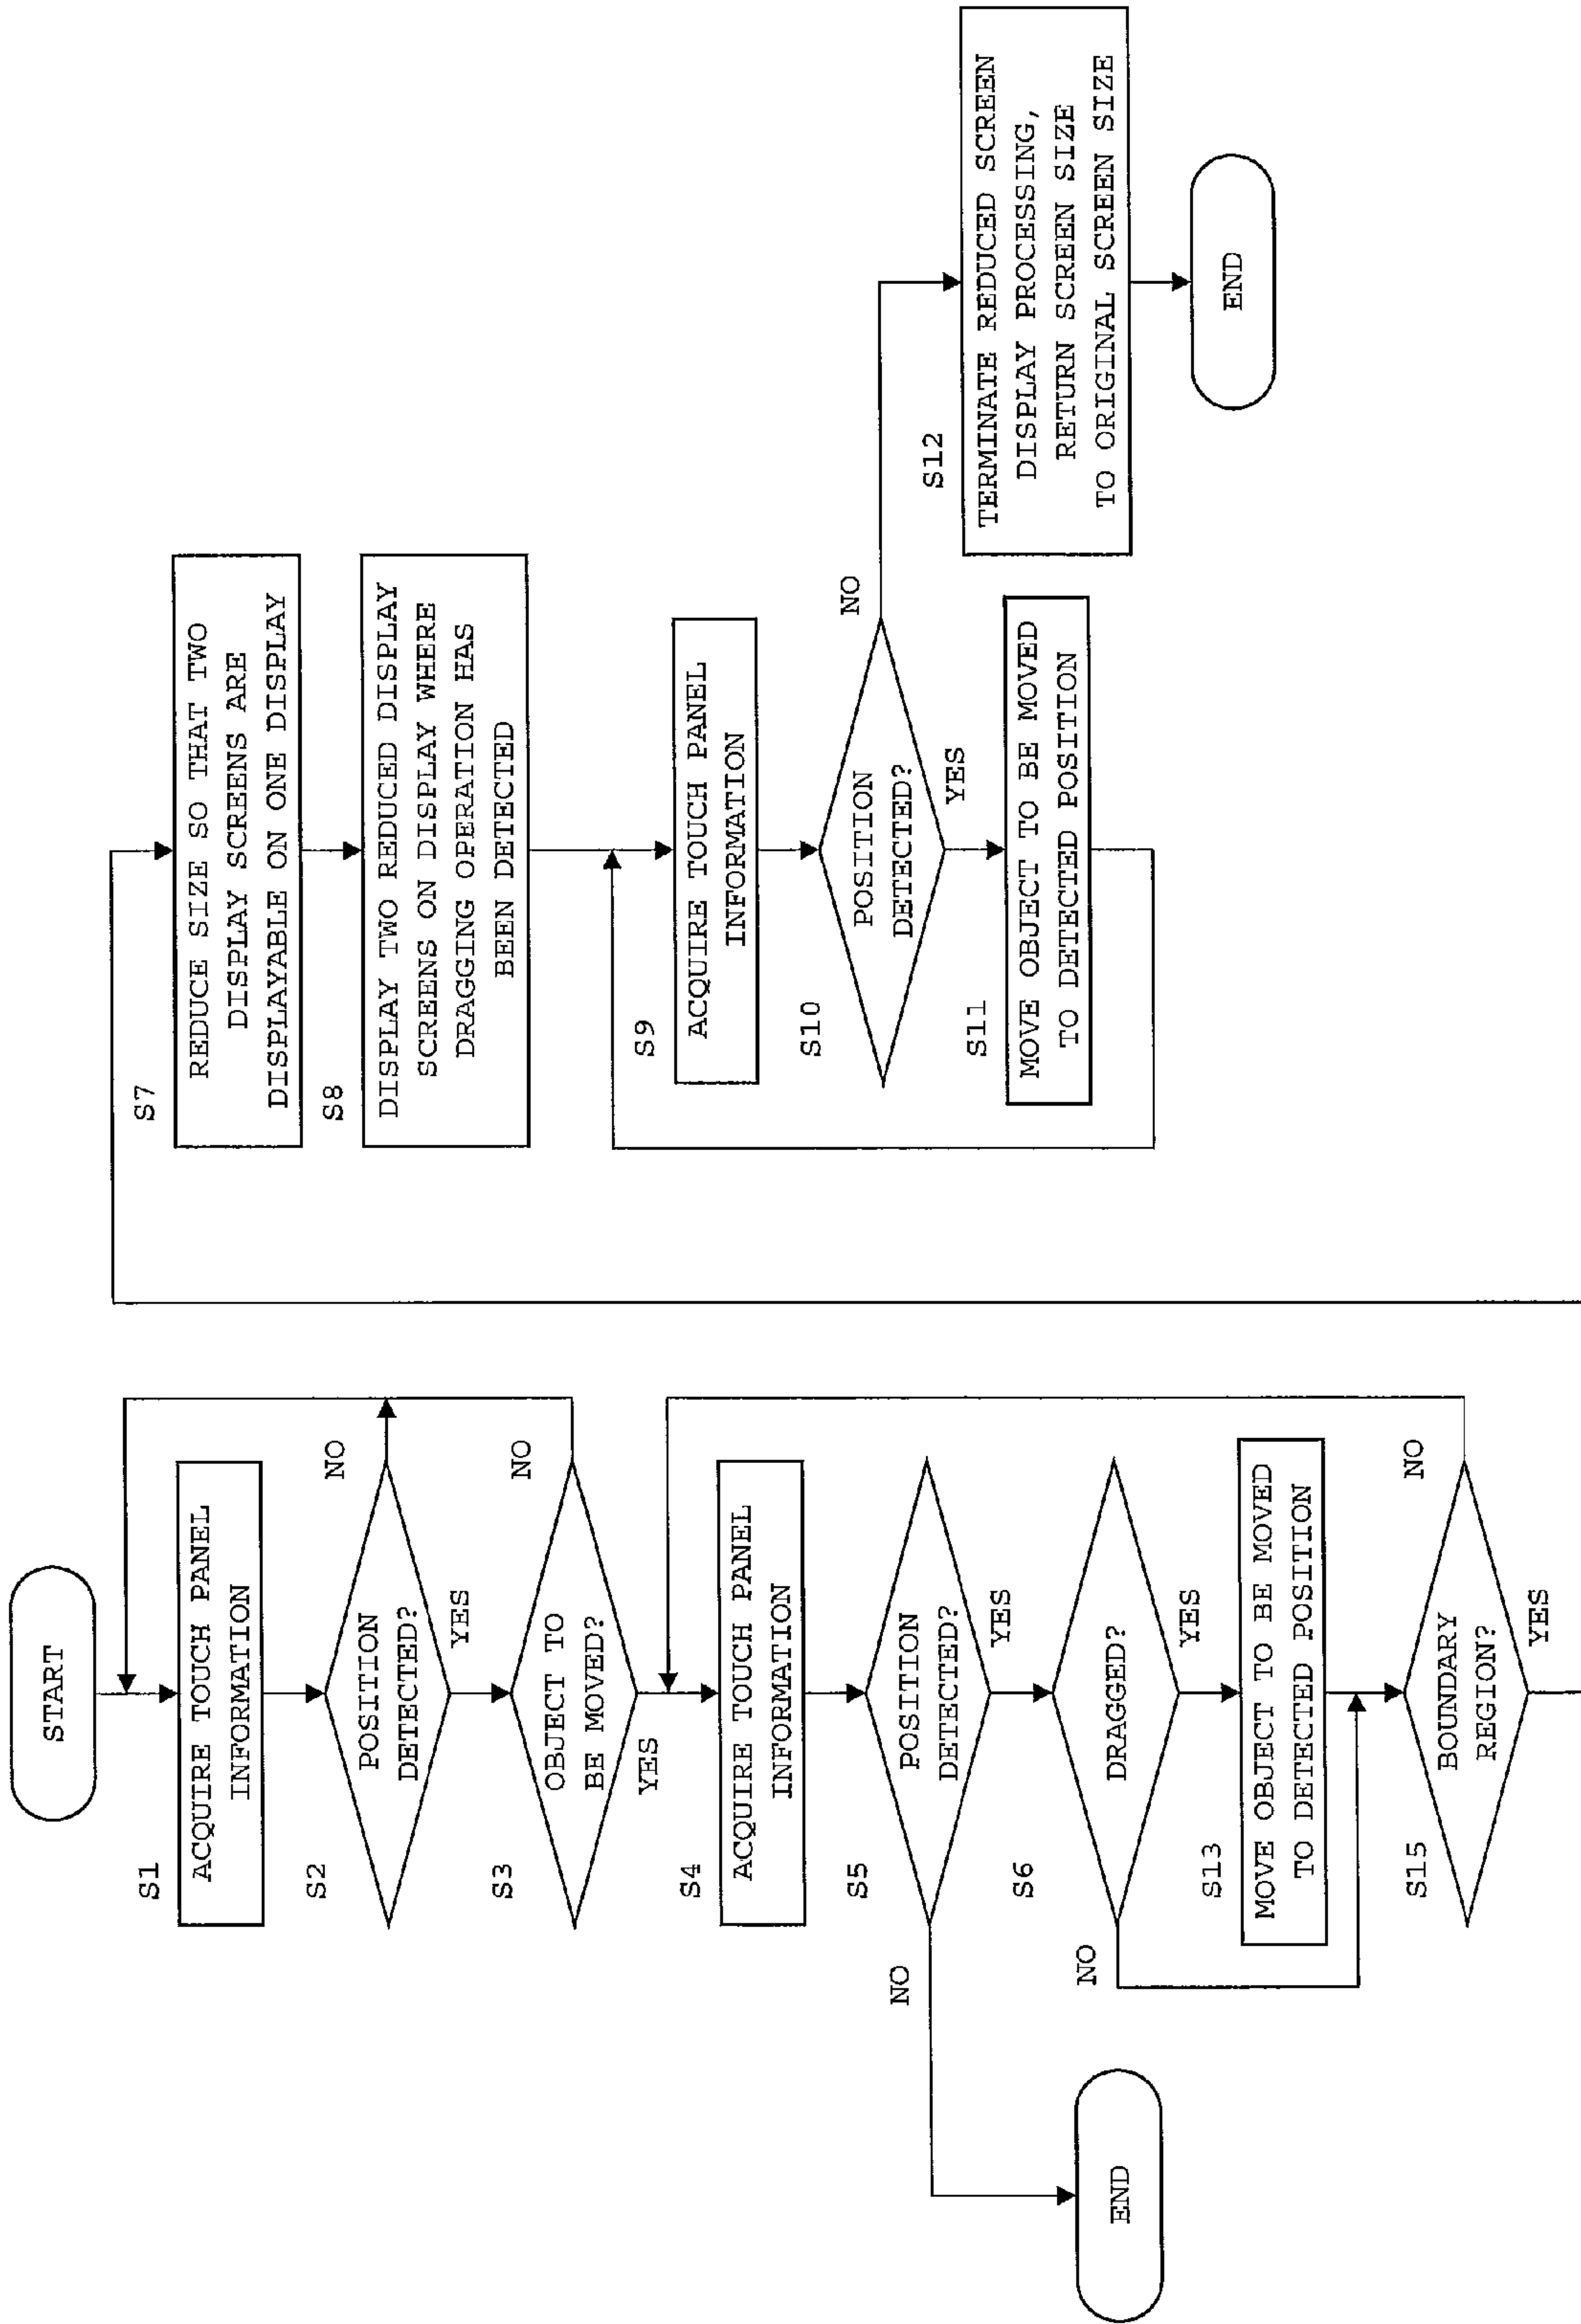 START
S1
ACQUIRE TOUCH PANEL
INFORMATION
S2
POSITION
DETECTED?
NO
YES
S3
OBJECT TO
BE MOVED?
NO
YES
S4
ACQUIRE TOUCH PANEL
INFORMATION
S5
POSITION
DETECTED?
NO
YES
END
S6
DRAGGED?
NO
YES
S13
MOVE OBJECT TO BE MOVED
TO DETECTED POSITION
S15
BOUNDARY
REGION?
NO
YES
S7
REDUCE SIZE SO THAT TWO
DISPLAY SCREENS ARE
DISPLAYABLE ON ONE DISPLAY
S8
DISPLAY TWO REDUCED DISPLAY
SCREENS ON DISPLAY WHERE
DRAGGING OPERATION HAS
BEEN DETECTED
S9
ACQUIRE TOUCH PANEL
INFORMATION
S10
POSITION
DETECTED?
NO
YES
S11
MOVE OBJECT TO BE MOVED
TO DETECTED POSITION
S12
TERMINATE REDUCED SCREEN
DISPLAY PROCESSING,
RETURN SCREEN SIZE
TO ORIGINAL SCREEN SIZE
END